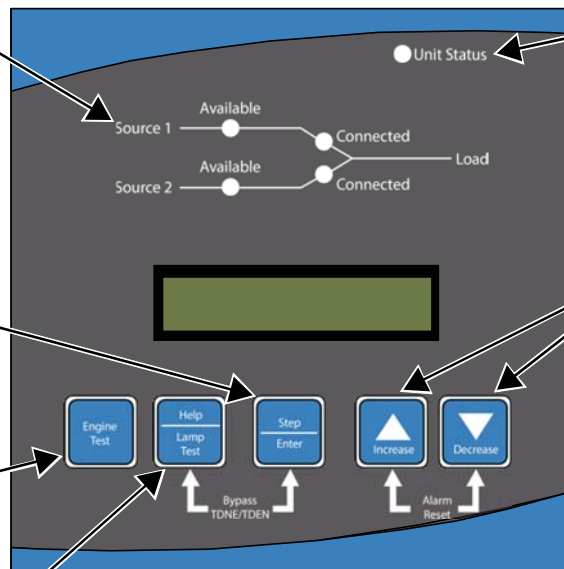 Unit Status
Available
Source 1
Connected
Load
Available
Source 2
Connected
Engine
Test
Help
Lamp
Test
Step
Enter
Increase
Decrease
Bypass
TDNE/TDEN
Alarm
Reset